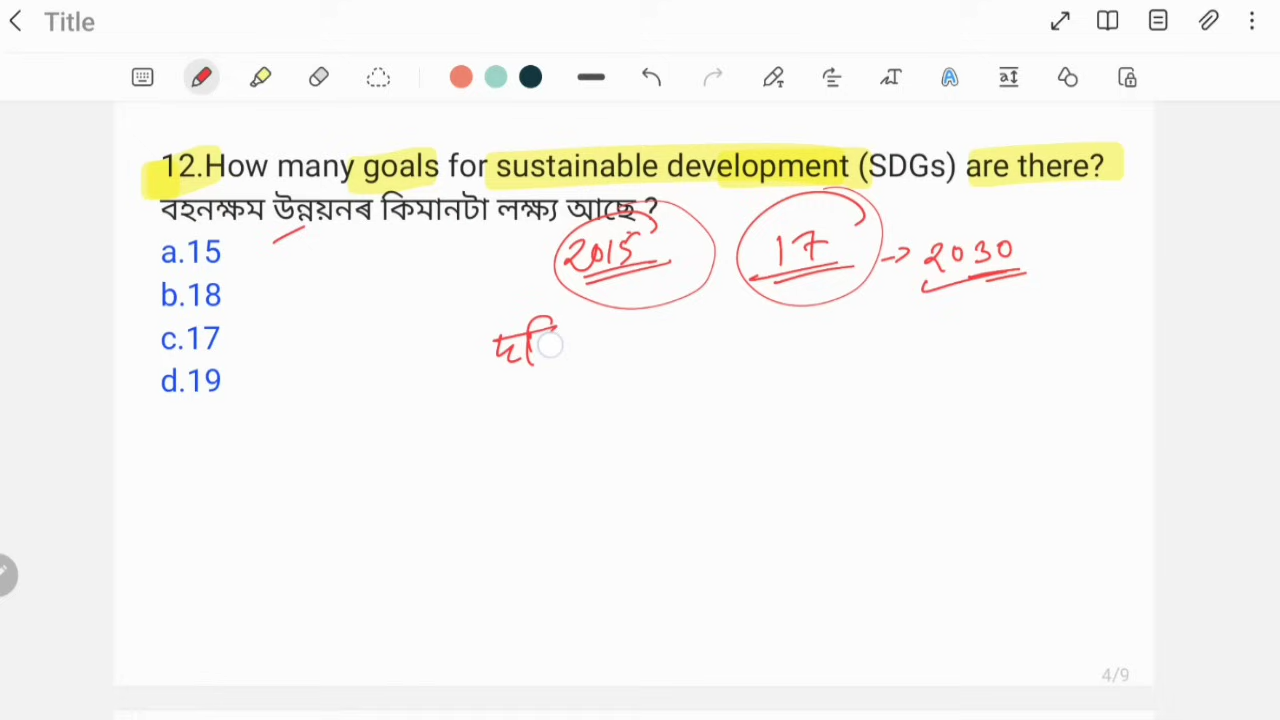 Title
12.How many goals for sustainable development (SDGs) are there?
বহনক্ষম উন্নয়নৰ কিমানটা লক্ষ্য আছে ?
a.15
2015 17 -> 2030
b.18
c.17
d.19
4/9